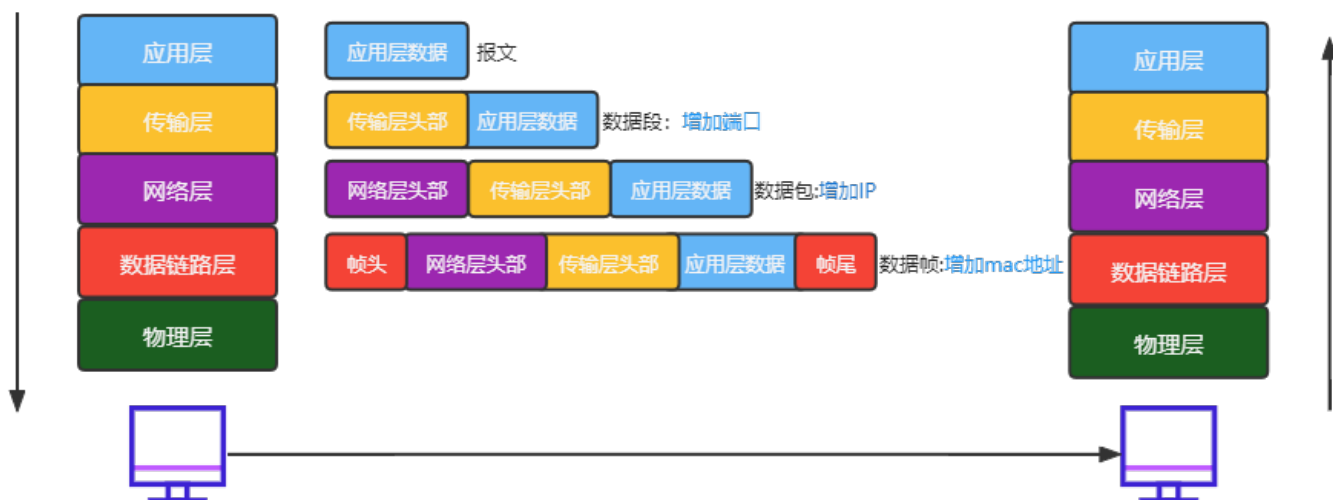 应用层
应用层数据 报文
应用层
传输层
传输层头部 应用层数据 数据段：增加端口
传输层
网络层
网络层头部 传输层头部 应用层数据 数据包:增加IP
网络层
数据链路层
帧头 网络层头部 传输层头部 应用层数据 帧尾 数据帧:增加mac地址
数据链路层
物理层
物理层